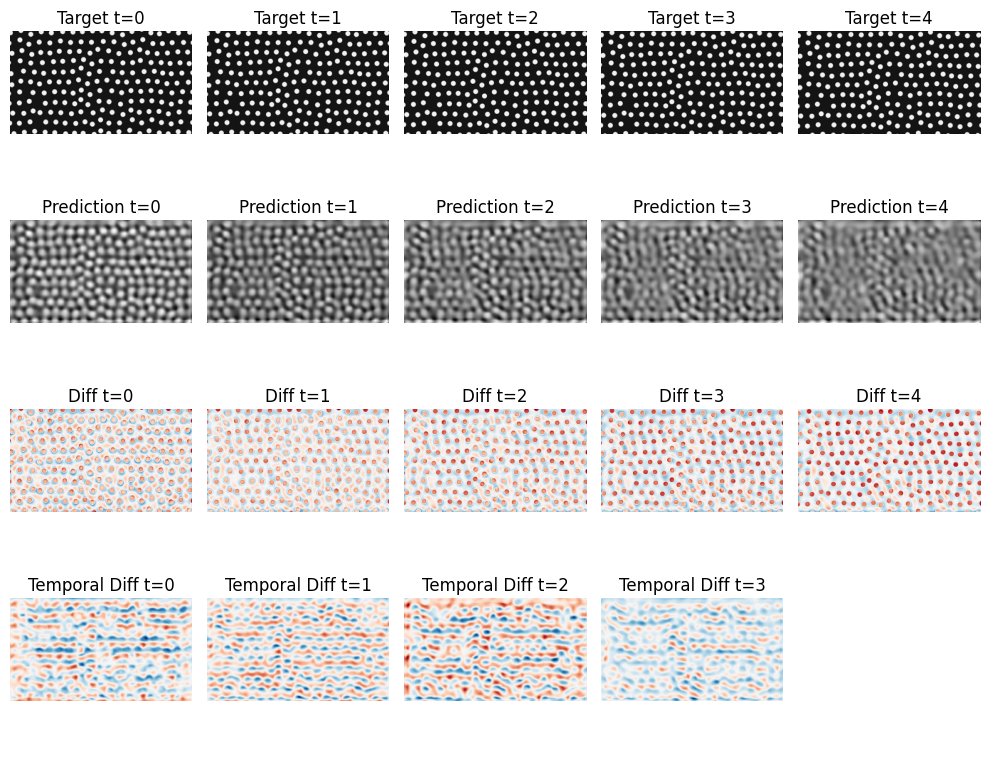 Target t=0 Target t=1 Target t=2 Target t=3 Target t=4
Prediction t=0 Prediction t=1 Prediction t=2 Prediction t=3 Prediction t=4
Diff t=0 Diff t=1 Diff t=2 Diff t=3 Diff t=4
Temporal Diff t=0 Temporal Diff t=1 Temporal Diff t=2 Temporal Diff t=3